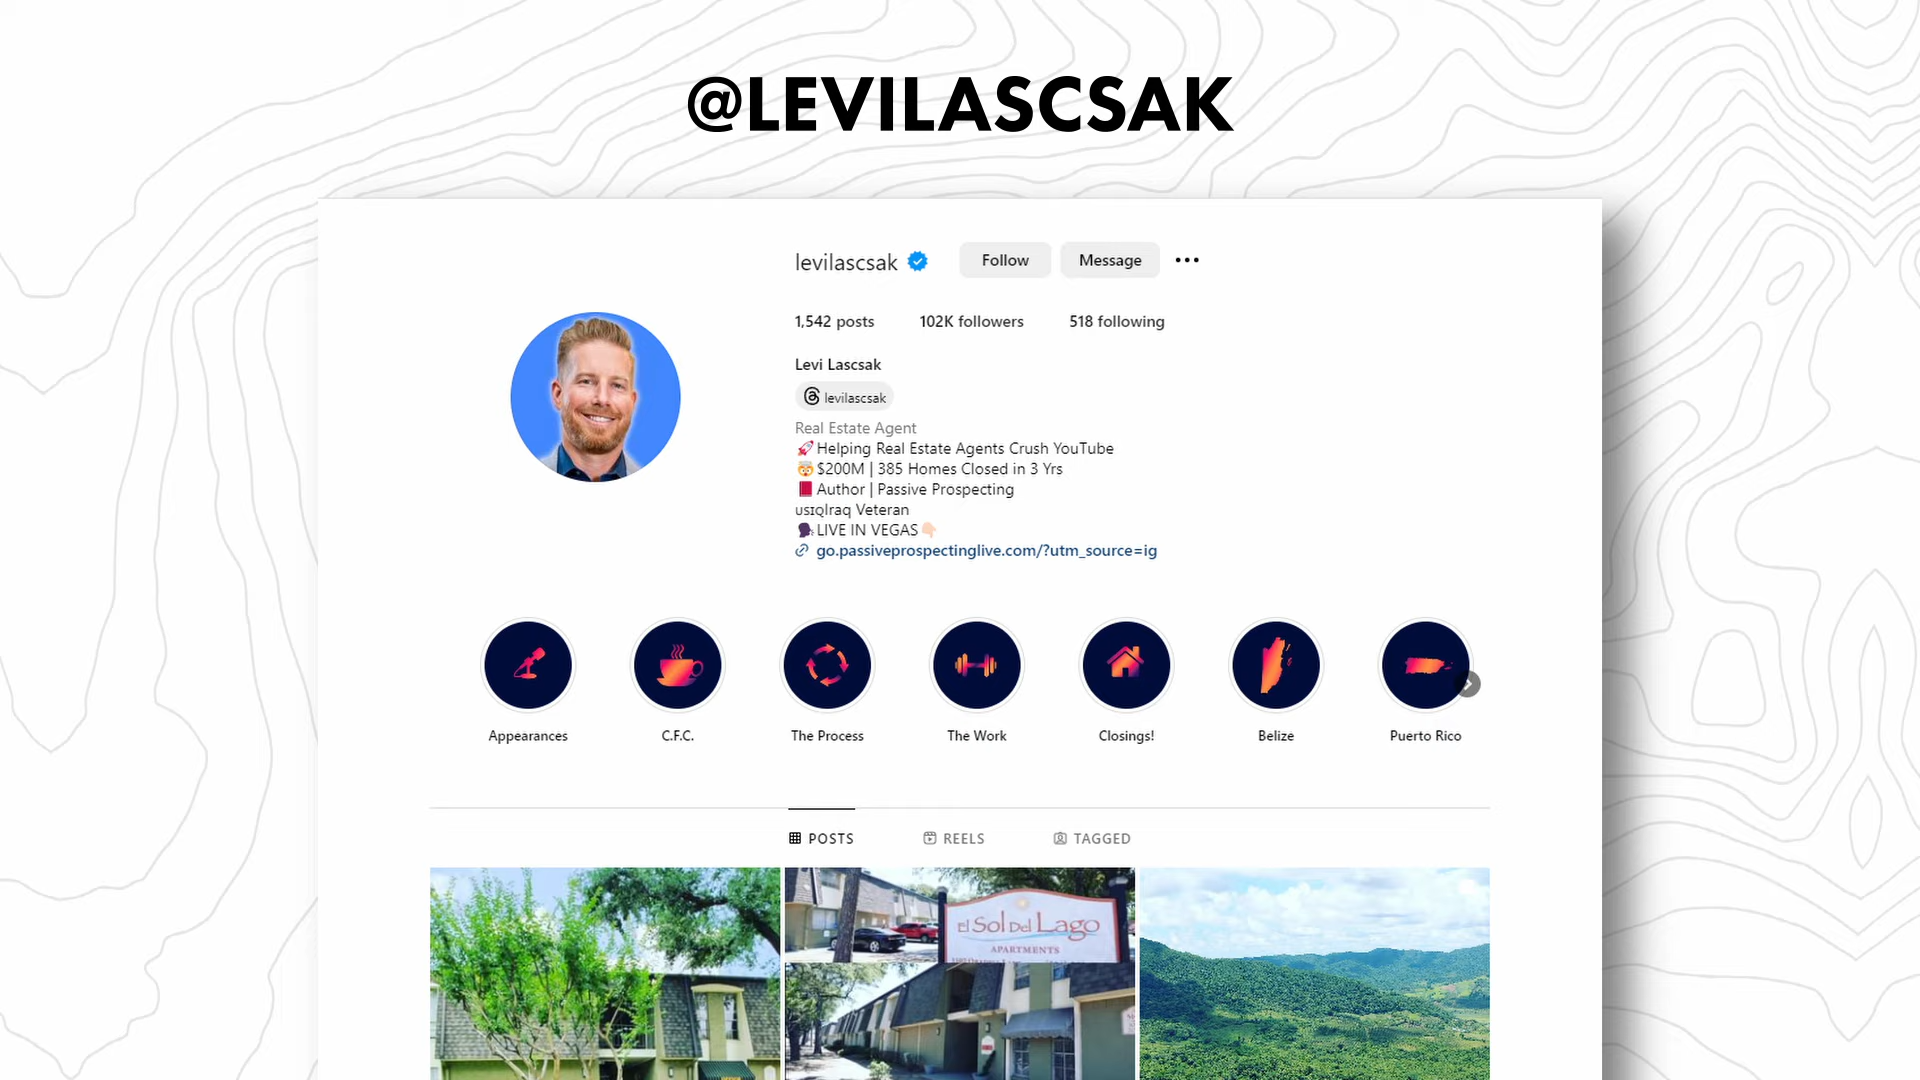 @LEVILASCSAK
levilascsak
Follow
Message
1,542 posts
102K followers
518 following
Levi Lascsak
levilascsak
Real Estate Agent
🚀Helping Real Estate Agents Crush YouTube
🤯$200M | 385 Homes Closed in 3 Yrs
📕Author | Passive Prospecting
ᴜsɪǫIraq Veteran
🗣LIVE IN VEGAS👇🏻
go.passiveprospectinglive.com/?utm_source=ig
Appearances
C.F.C.
The Process
The Work
Closings!
Belize
Puerto Rico
POSTS
REELS
TAGGED
El Sol Del Lago
APARTMENTS